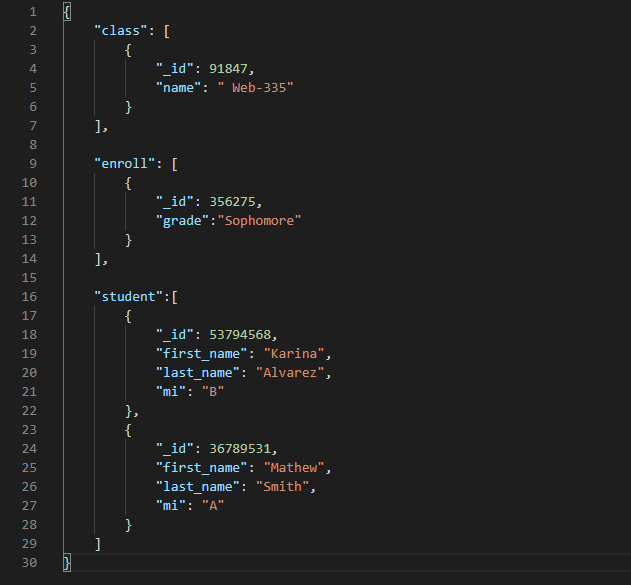 1 {
2     "class": [
3         {
4             "_id": 91847,
5             "name": " Web-335"
6         }
7     ],
8
9     "enroll": [
10         {
11             "_id": 356275,
12             "grade":"Sophomore"
13         }
14     ],
15
16     "student":[
17         {
18             "_id": 53794568,
19             "first_name": "Karina",
20             "last_name": "Alvarez",
21             "mi": "B"
22         },
23         {
24             "_id": 36789531,
25             "first_name": "Mathew",
26             "last_name": "Smith",
27             "mi": "A"
28         }
29     ]
30 }